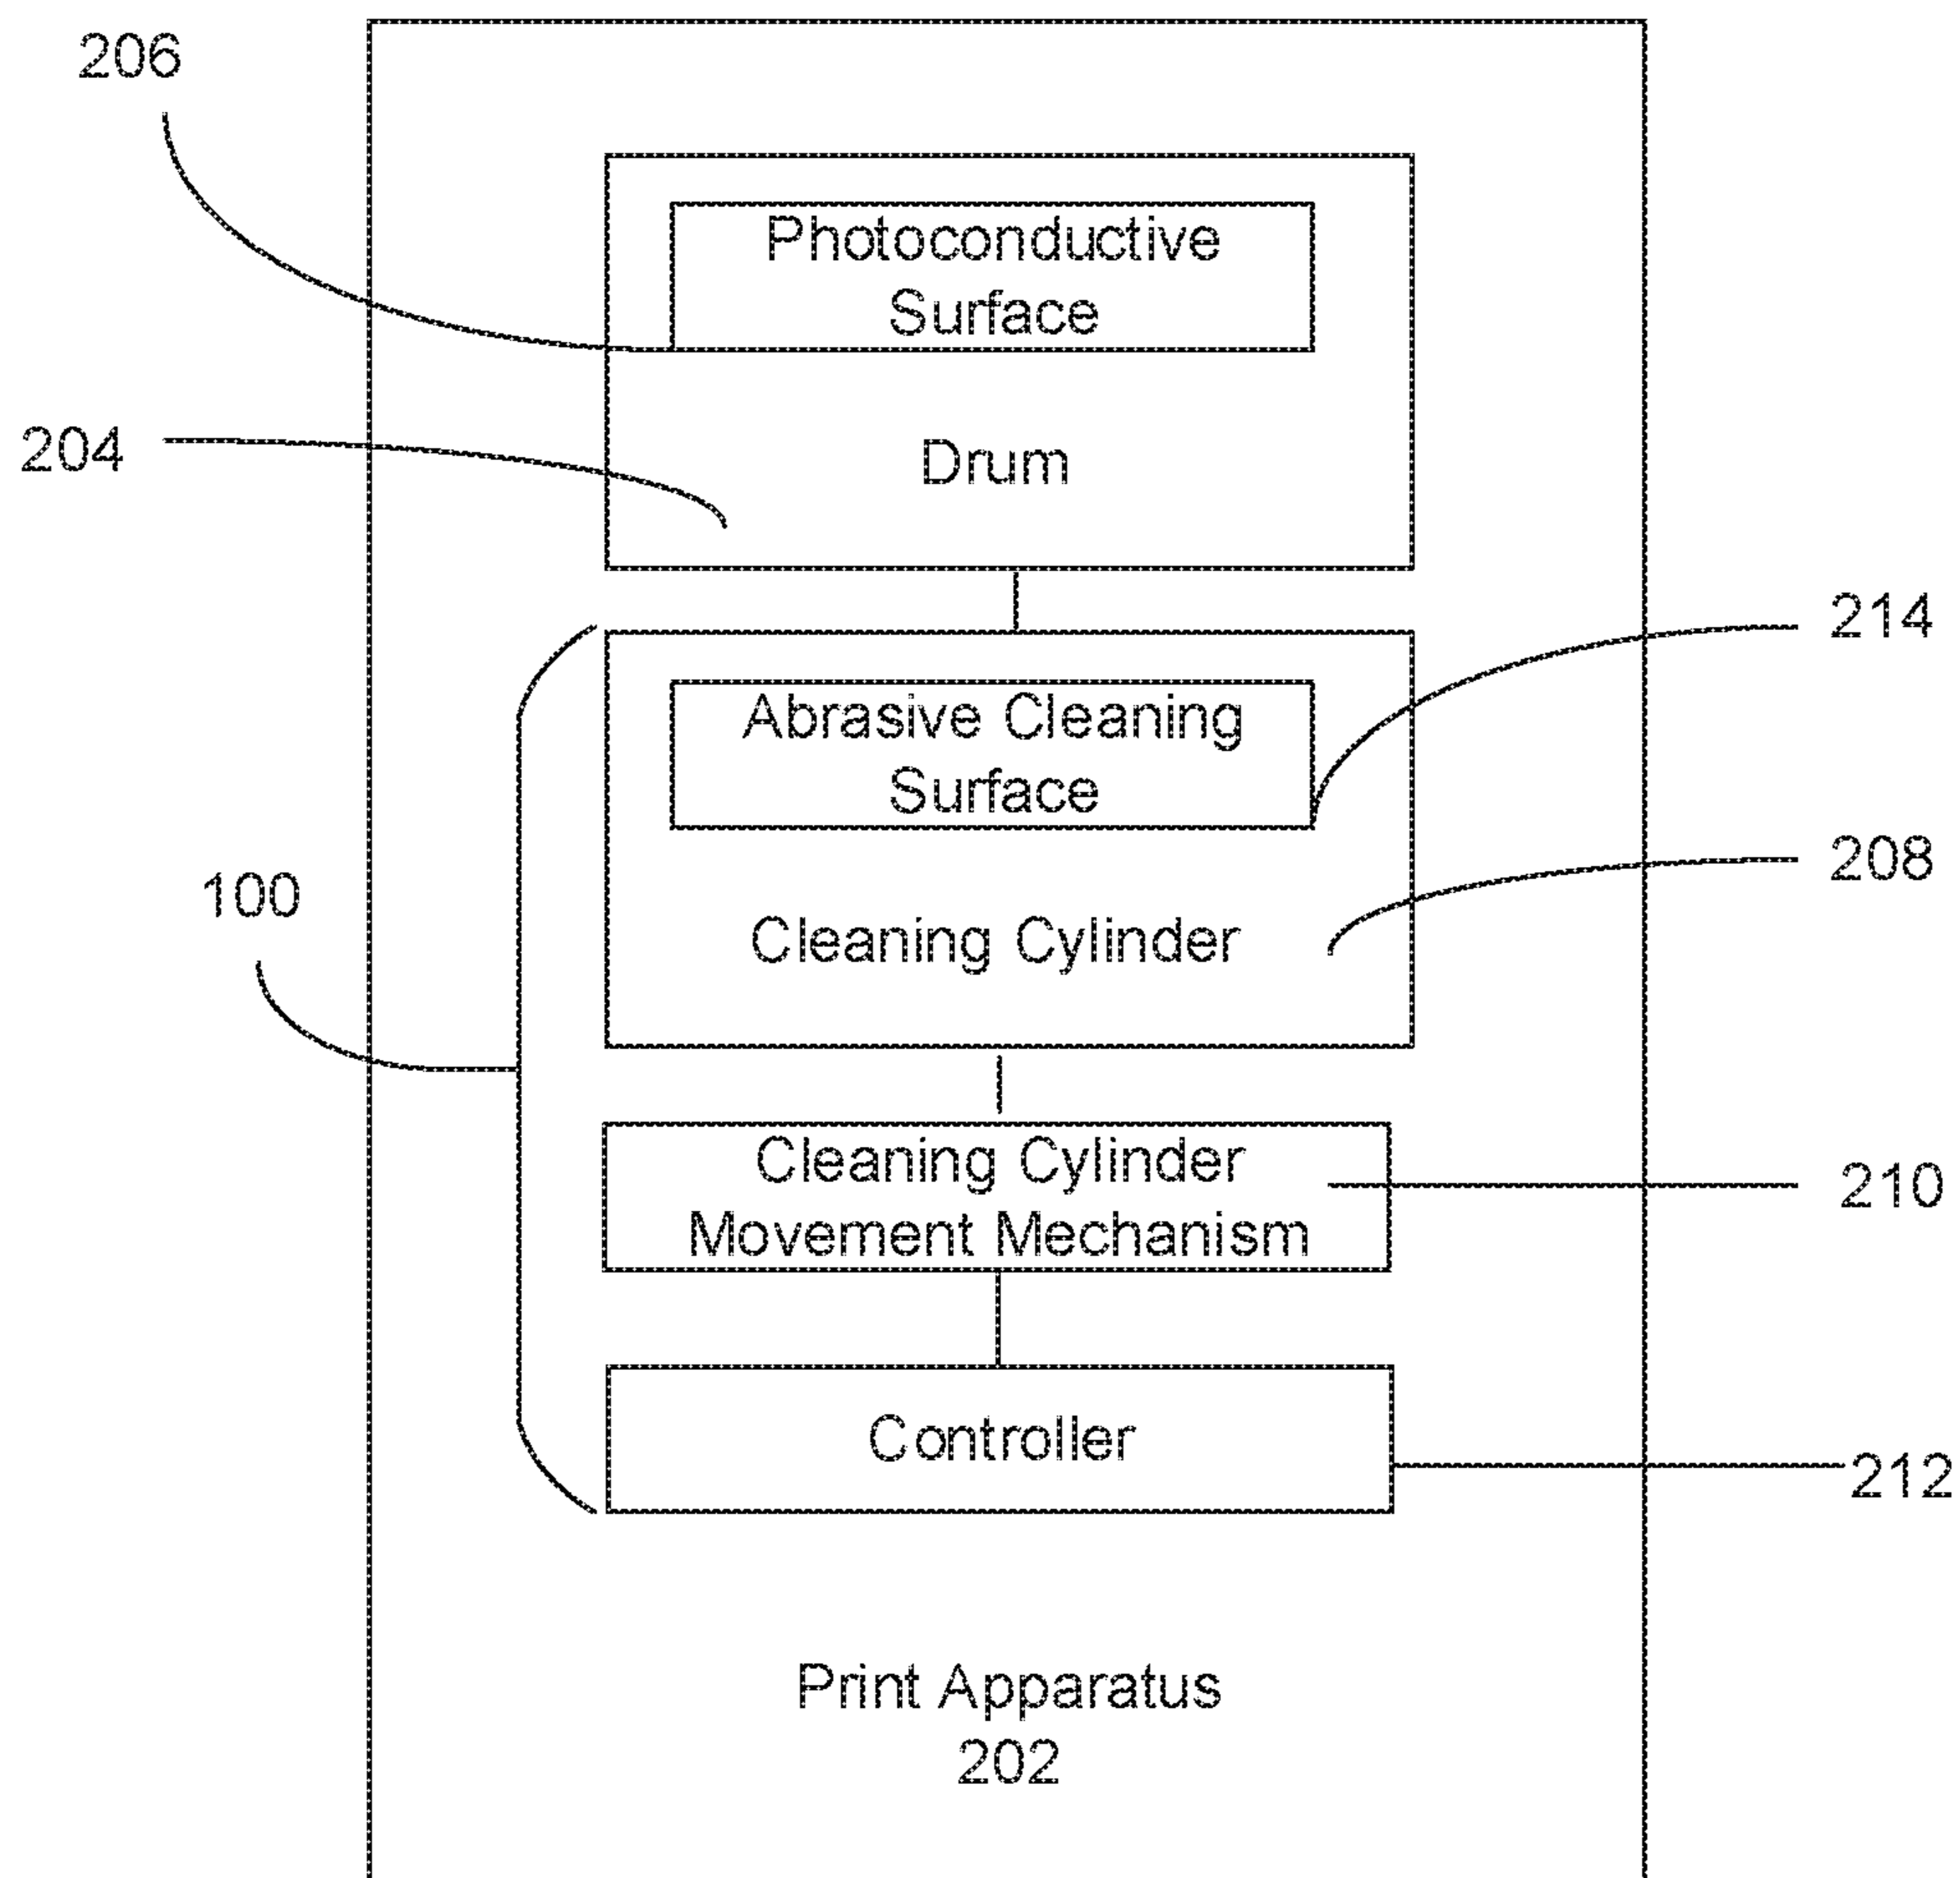 206
Photoconductive
Surface
204
Drum
214
Abrasive Cleaning
Surface
208
100
Cleaning Cylinder
Cleaning Cylinder
Movement Mechanism
210
Controller
212
Print Apparatus
202